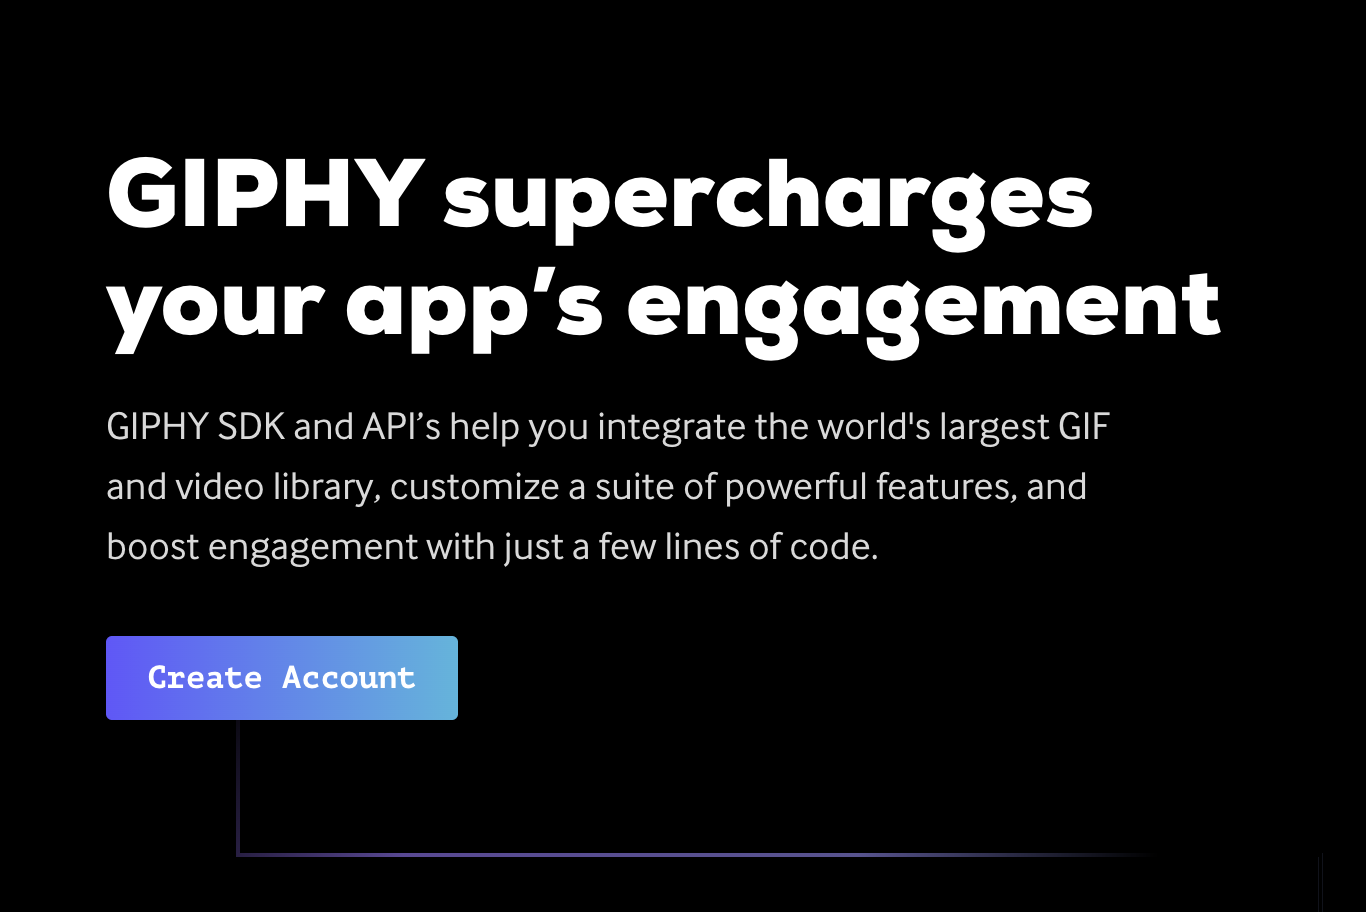 GIPHY supercharges
your app’s engagement
GIPHY SDK and API’s help you integrate the world's largest GIF
and video library, customize a suite of powerful features, and
boost engagement with just a few lines of code.
Create Account